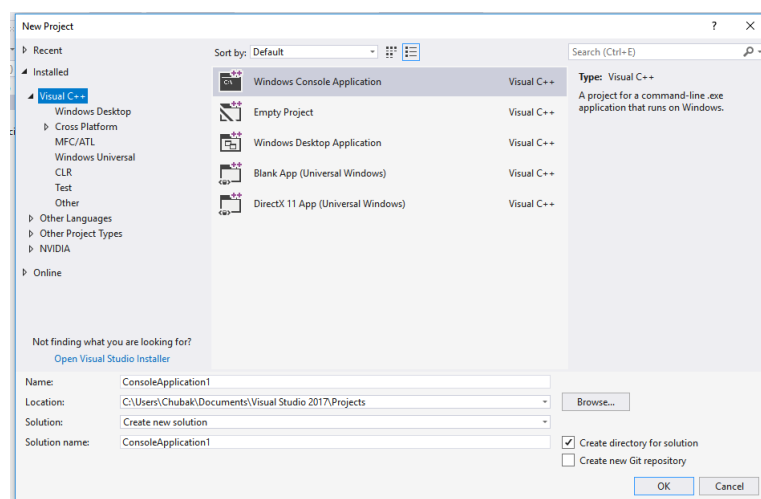 New Project
? ×
Recent
Installed
Visual C++
Windows Desktop
Cross Platform
MFC/ATL
Windows Universal
CLR
Test
Other
Other Languages
Other Project Types
NVIDIA
Online
Not finding what you are looking for?
Open Visual Studio Installer
Sort by: Default
Windows Console Application Visual C++
Empty Project Visual C++
Windows Desktop Application Visual C++
Blank App (Universal Windows) Visual C++
DirectX 11 App (Universal Windows) Visual C++
Search (Ctrl+E)
Type: Visual C++
A project for a command-line .exe
application that runs on Windows.
Name: ConsoleApplication1
Location: C:\Users\Chubak\Documents\Visual Studio 2017\Projects
Browse...
Solution: Create new solution
Solution name: ConsoleApplication1
Create directory for solution
Create new Git repository
OK Cancel